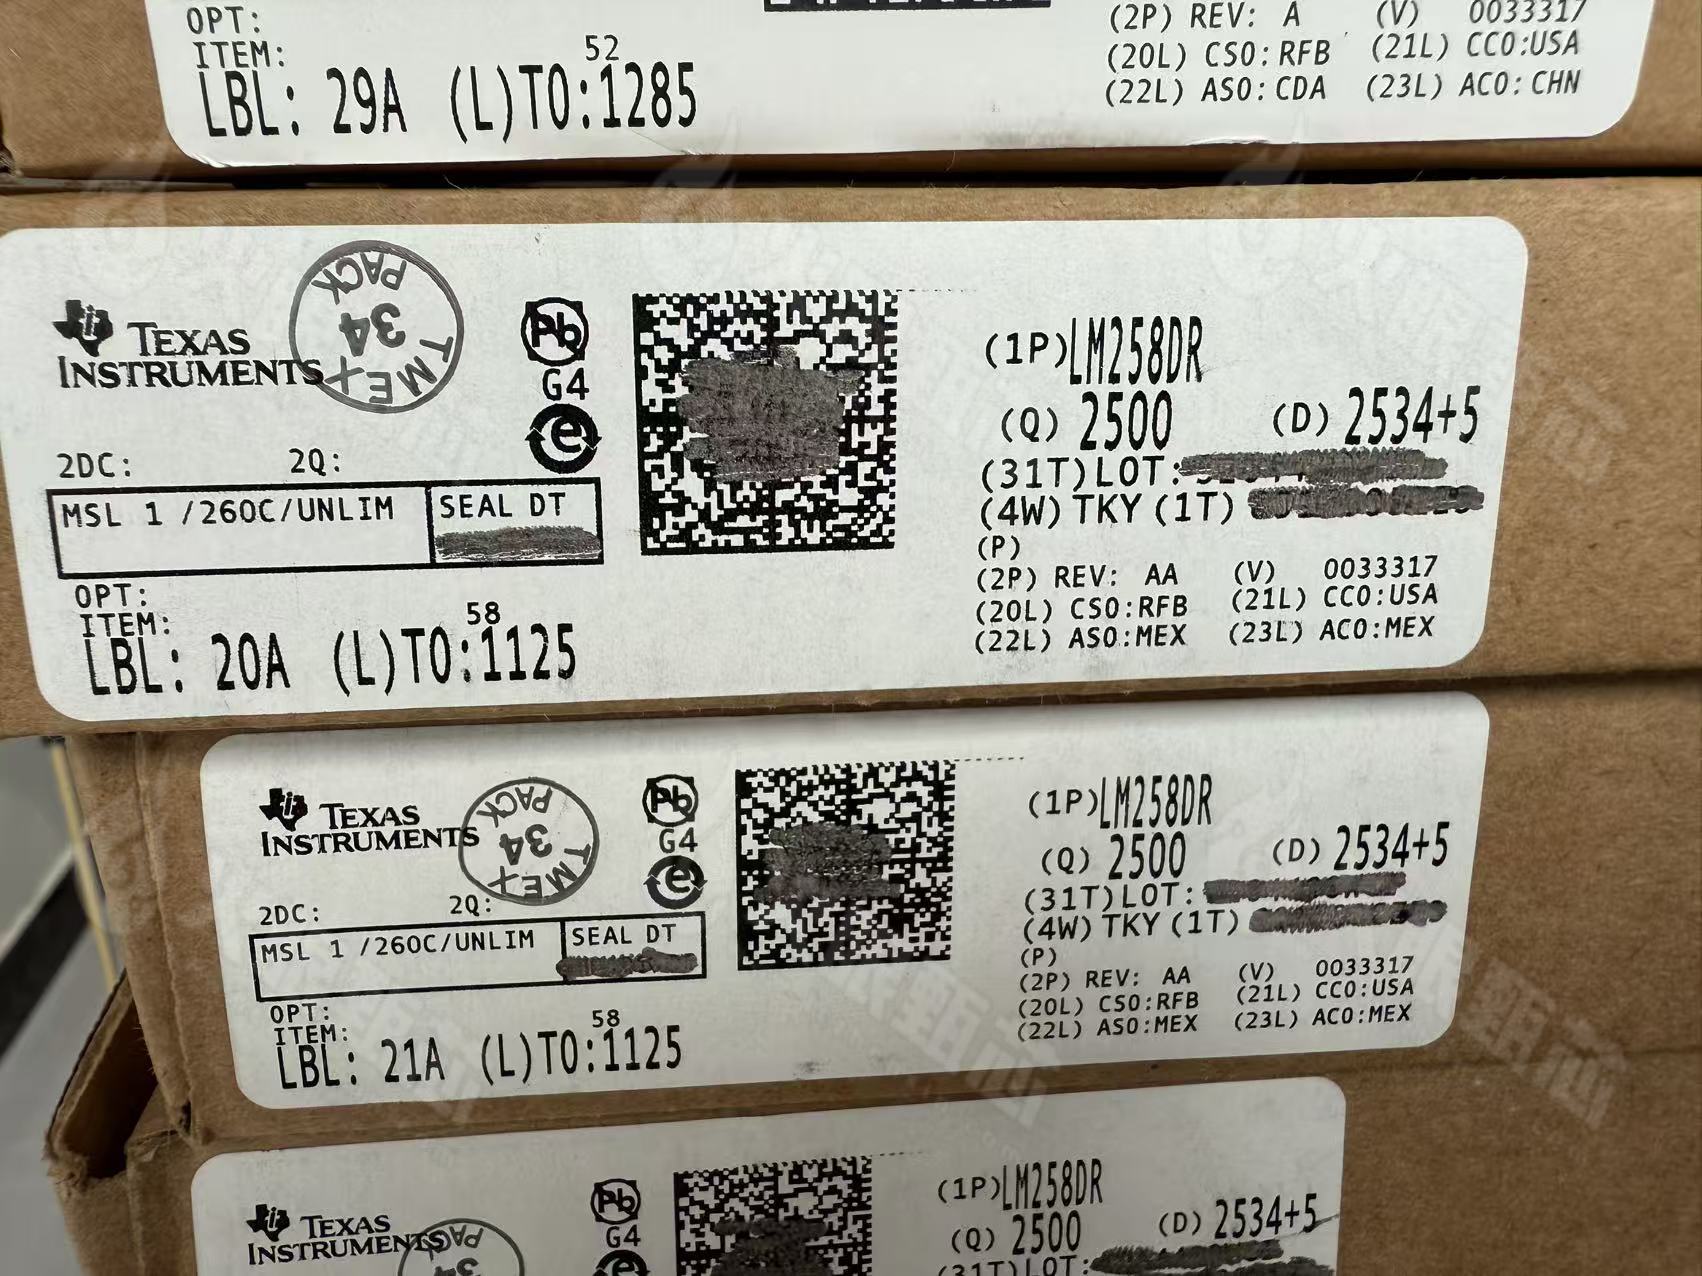 OPT:
ITEM:
52
LBL: 29A (L)TO:1285
(2P) REV: A (V) 0033317
(20L) CSO:RFB (21L) CCO:USA
(22L) ASO:CDA (23L) ACO:CHN
TEXAS
INSTRUMENTS
PACK
34
TMEX
Pb
G4
e
2DC: 2Q:
MSL 1 /260C/UNLIM
SEAL DT
OPT:
ITEM:
58
LBL: 20A (L)TO:1125
(1P)LM258DR
(Q) 2500 (D) 2534+5
(31T)LOT:
(4W) TKY (1T)
(P)
(2P) REV: AA (V) 0033317
(20L) CSO:RFB (21L) CCO:USA
(22L) ASO:MEX (23L) ACO:MEX
TEXAS
INSTRUMENTS
PACK
34
TMEX
Pb
G4
e
2DC: 2Q:
MSL 1 /260C/UNLIM
SEAL DT
OPT:
ITEM:
58
LBL: 21A (L)TO:1125
(1P)LM258DR
(Q) 2500 (D) 2534+5
(31T)LOT:
(4W) TKY (1T)
(P)
(2P) REV: AA (V) 0033317
(20L) CSO:RFB (21L) CCO:USA
(22L) ASO:MEX (23L) ACO:MEX
TEXAS
INSTRUMENTS
PACK
34
Pb
G4
(1P)LM258DR
(Q) 2500 (D) 2534+5
(31T)LOT: